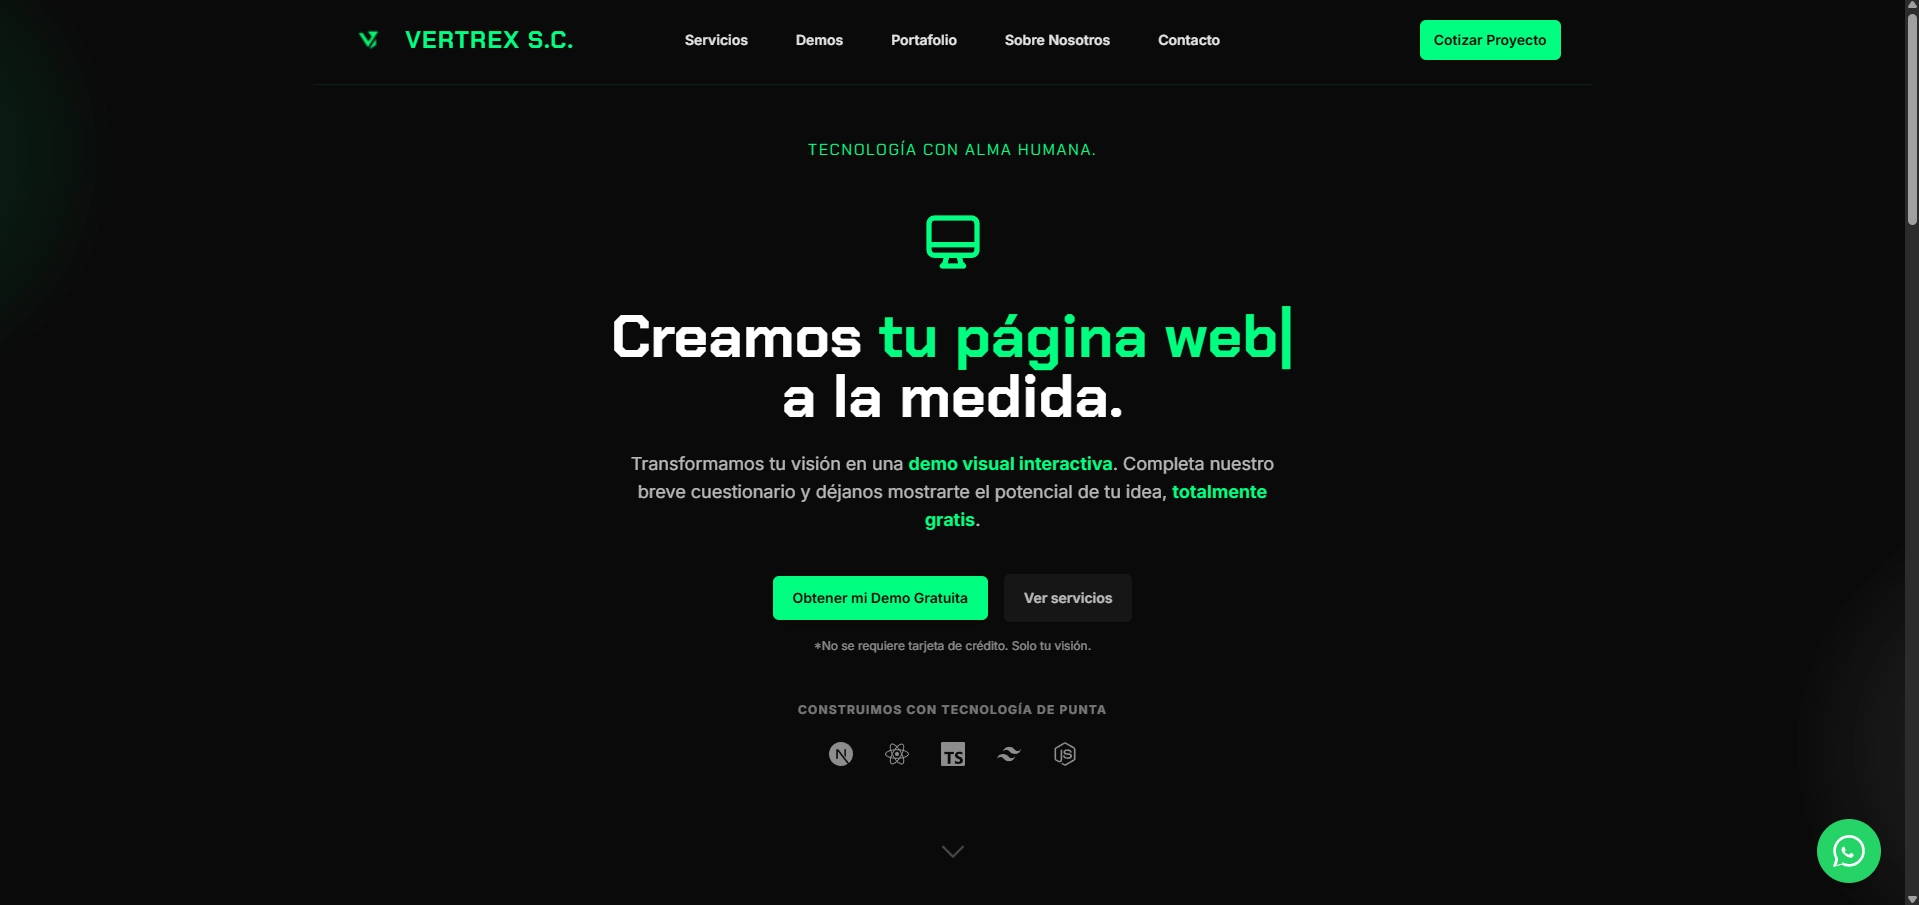 VERTREX S.C.
Servicios
Demos
Portafolio
Sobre Nosotros
Contacto
Cotizar Proyecto
TECNOLOGÍA CON ALMA HUMANA.
Creamos tu página web|
a la medida.
Transformamos tu visión en una demo visual interactiva. Completa nuestro
breve cuestionario y déjanos mostrarte el potencial de tu idea, totalmente
gratis.
Obtener mi Demo Gratuita
Ver servicios
*No se requiere tarjeta de crédito. Solo tu visión.
CONSTRUIMOS CON TECNOLOGÍA DE PUNTA
N
TS
JS